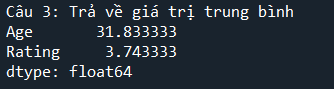 Câu 3: Trả về giá trị trung bình
Age       31.833333
Rating     3.743333
dtype: float64